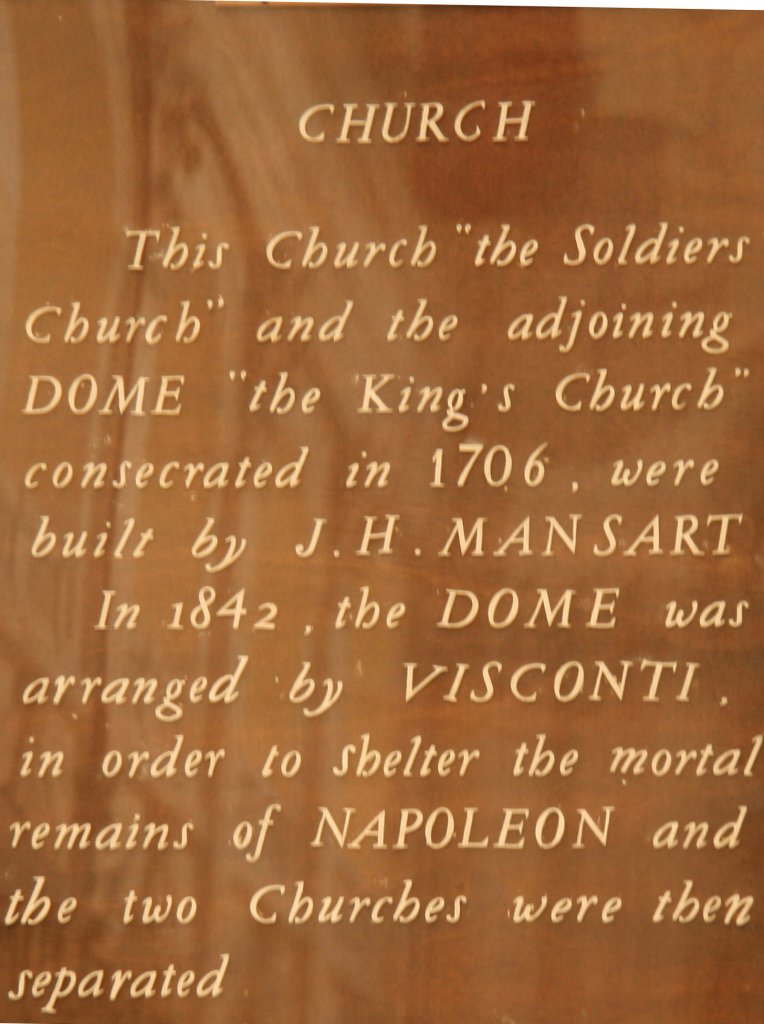 CHURCH
This Church "the Soldiers
Church" and the adjoining
DOME "the King's Church"
consecrated in 1706, were
built by J.H. MANSART
In 1842, the DOME was
arranged by VISCONTI,
in order to shelter the mortal
remains of NAPOLEON and
the two Churches were then
separated